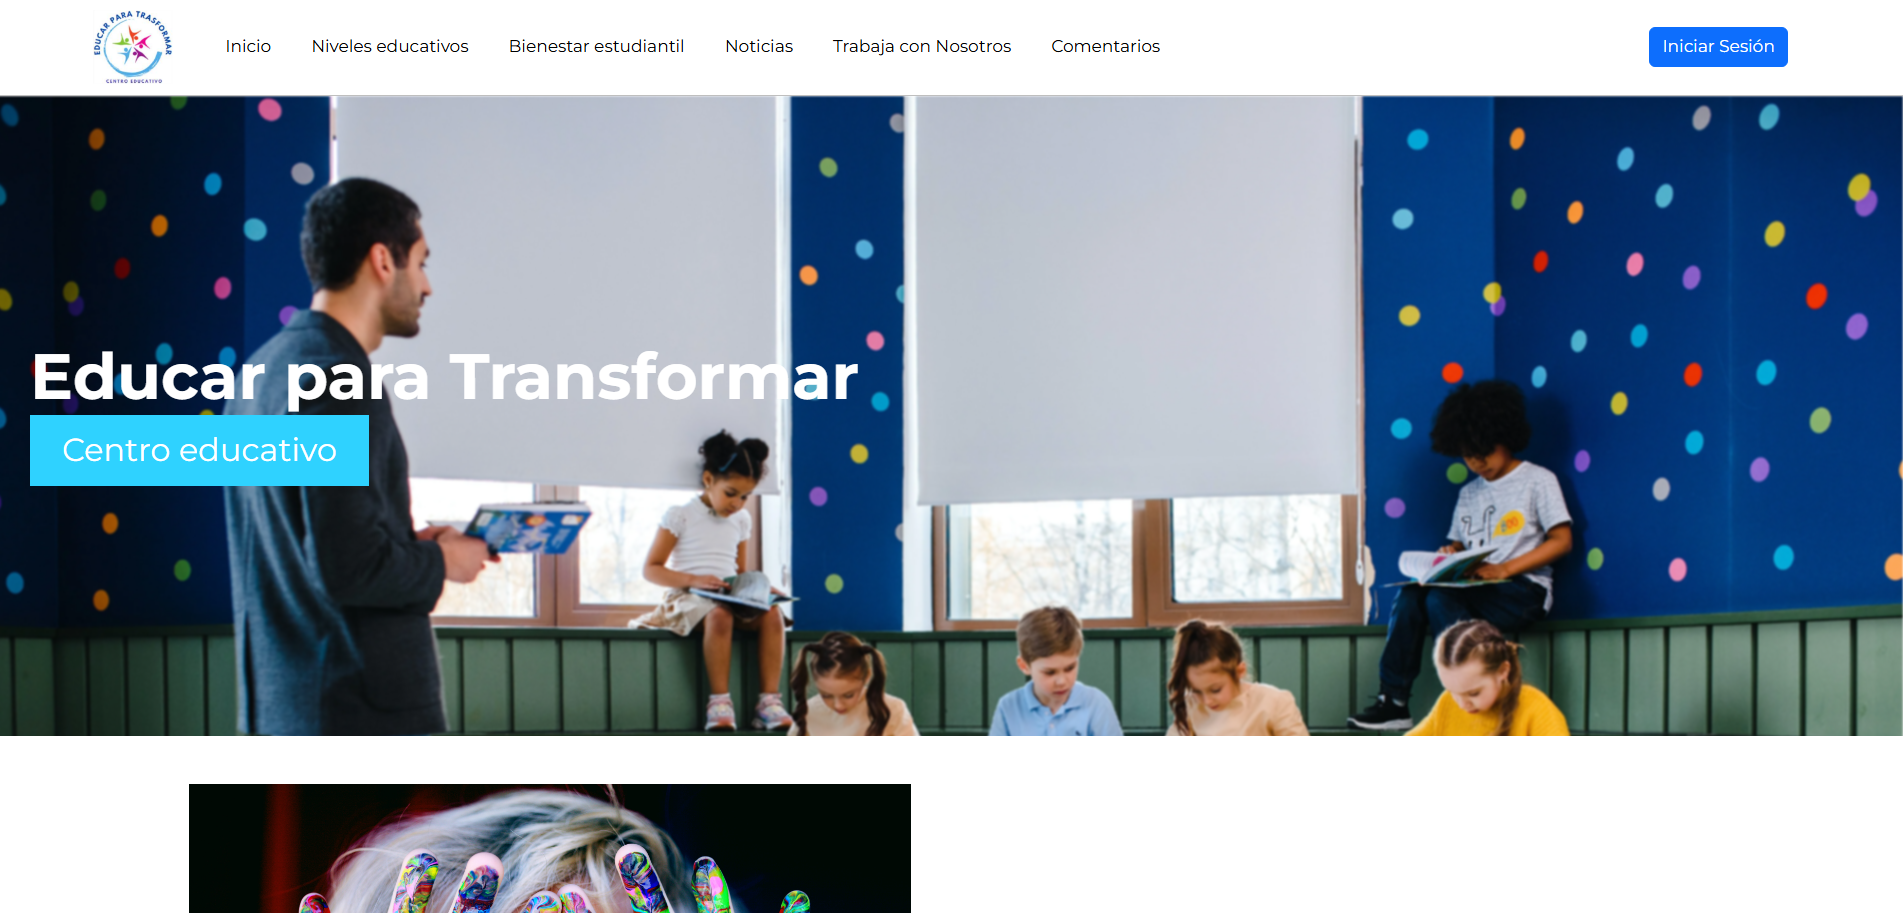 EDUCAR PARA TRASFORMAR
CENTRO EDUCATIVO
Inicio
Niveles educativos
Bienestar estudiantil
Noticias
Trabaja con Nosotros
Comentarios
Iniciar Sesión
Educar para Transformar
Centro educativo